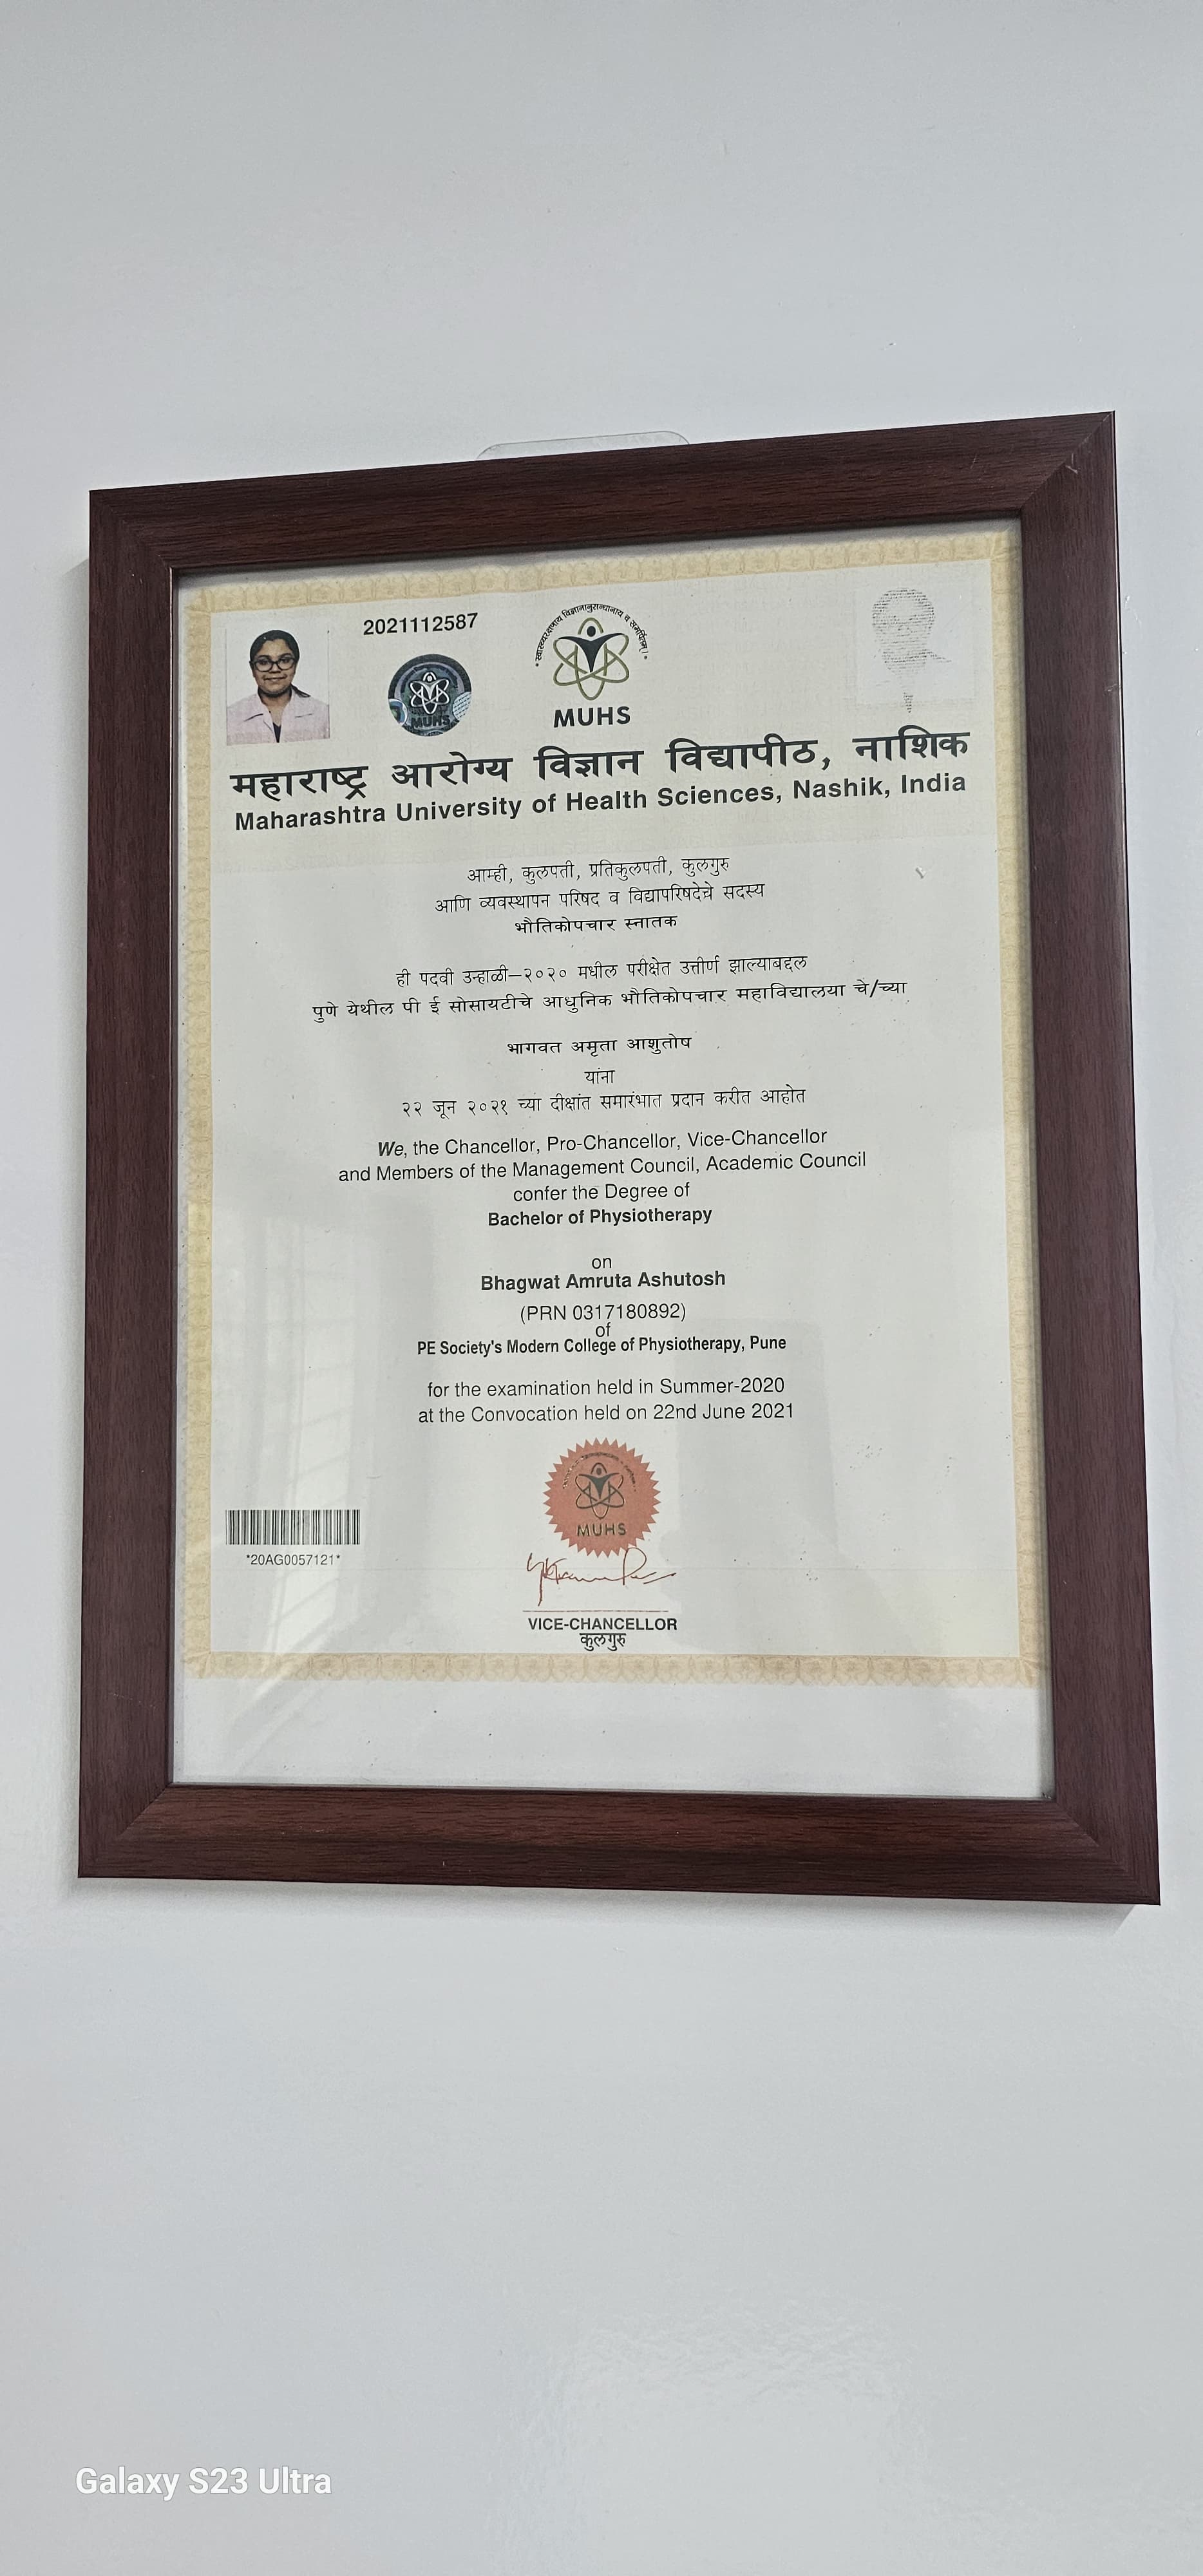 2021112587
स्वास्थ्यरक्षणाय विज्ञानानुसन्धानाय च समर्पितम्।
MUHS
MUHS
महाराष्ट्र आरोग्य विज्ञान विद्यापीठ, नाशिक
Maharashtra University of Health Sciences, Nashik, India
आम्ही, कुलपती, प्रतिकुलपती, कुलगुरु
आणि व्यवस्थापन परिषद व विद्यापरिषदेचे सदस्य
भौतिकोपचार स्नातक
ही पदवी उन्हाळी–२०२० मधील परीक्षेत उत्तीर्ण झाल्याबद्दल
पुणे येथील पी ई सोसायटीचे आधुनिक भौतिकोपचार महाविद्यालया चे/च्या
भागवत अमृता आशुतोष
यांना
२२ जून २०२१ च्या दीक्षांत समारंभात प्रदान करीत आहोत
We, the Chancellor, Pro-Chancellor, Vice-Chancellor
and Members of the Management Council, Academic Council
confer the Degree of
Bachelor of Physiotherapy
on
Bhagwat Amruta Ashutosh
(PRN 0317180892)
of
PE Society's Modern College of Physiotherapy, Pune
for the examination held in Summer-2020
at the Convocation held on 22nd June 2021
MUHS
*20AG0057121*
VICE-CHANCELLOR
कुलगुरु
Galaxy S23 Ultra